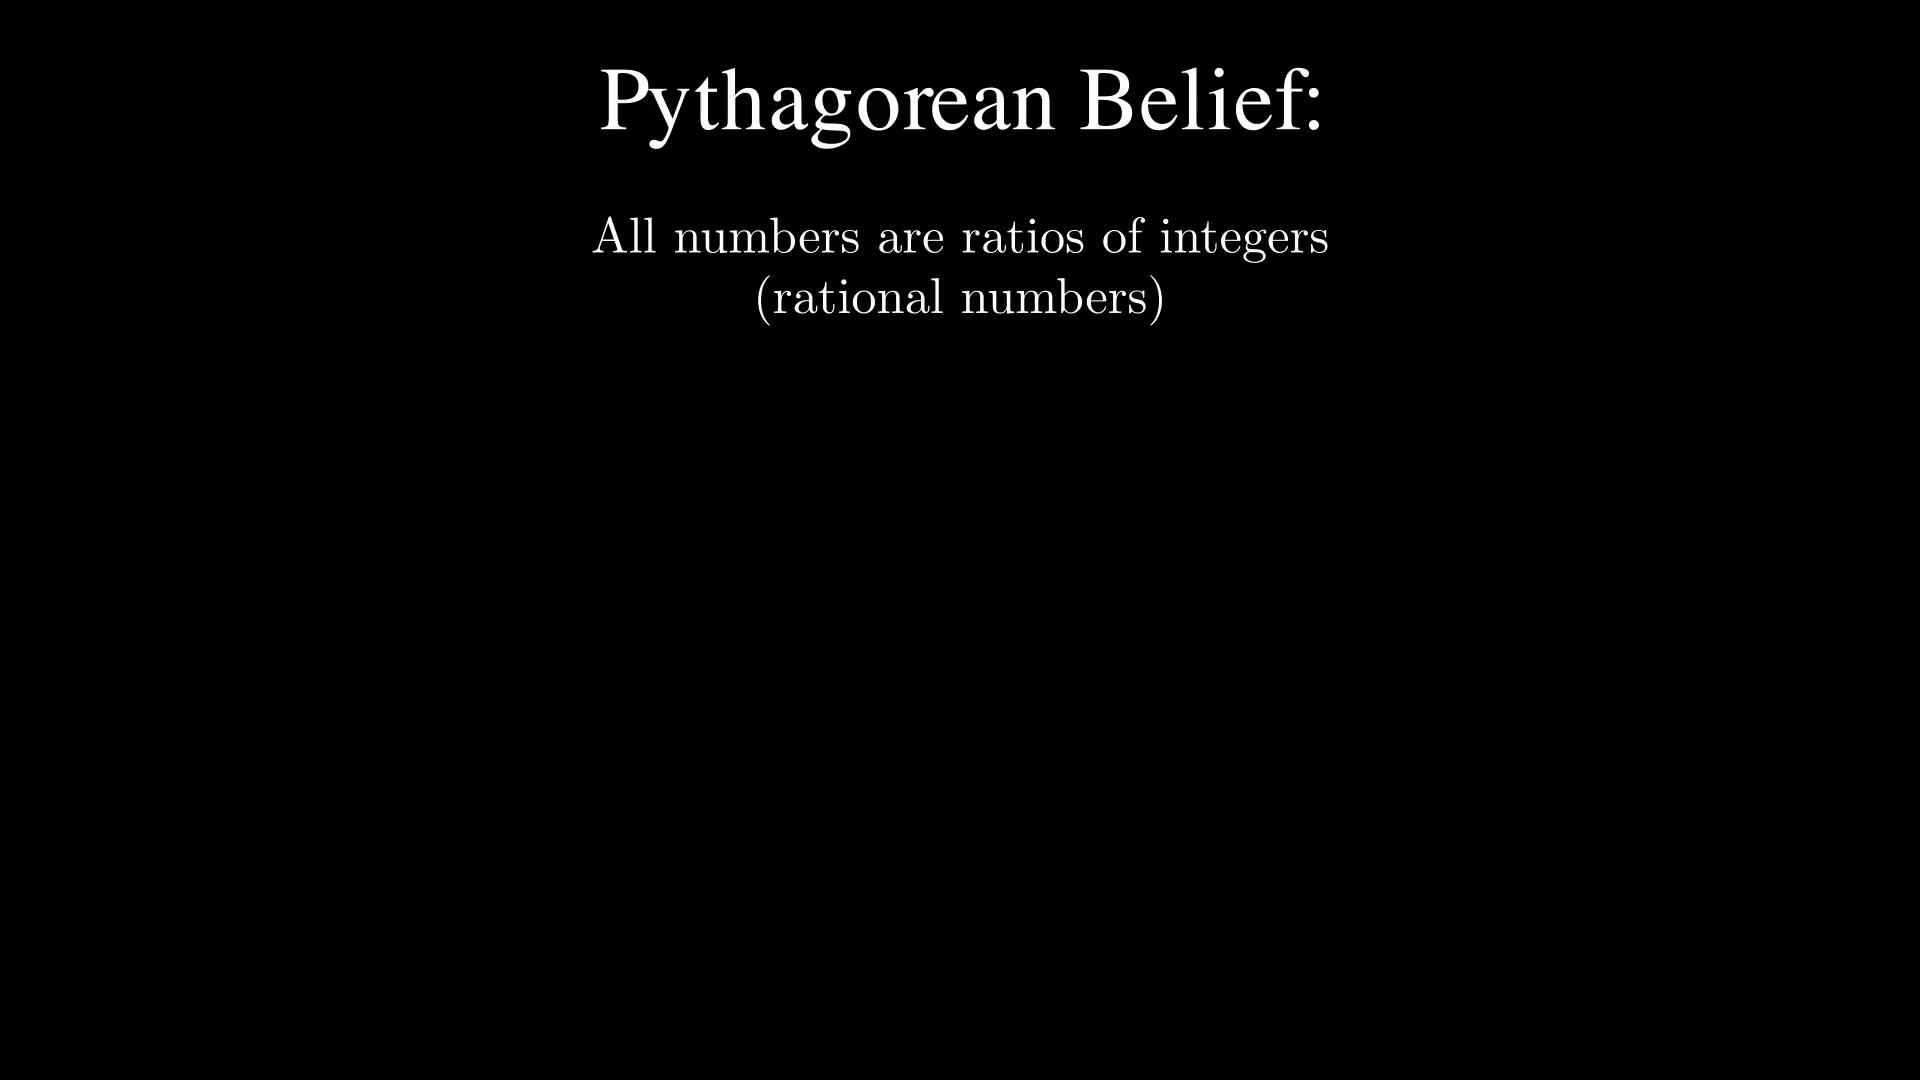 Pythagorean Belief:
All numbers are ratios of integers
(rational numbers)